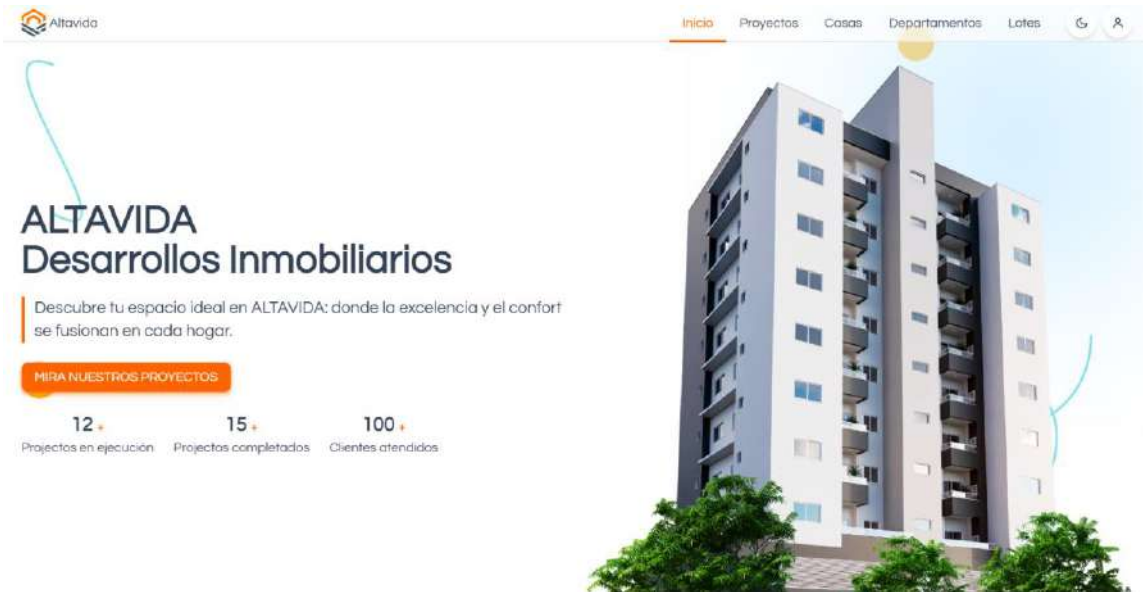 Altavida
Inicio Proyectos Casas Departamentos Lotes
ALTAVIDA
Desarrollos Inmobiliarios
Descubre tu espacio ideal en ALTAVIDA: donde la excelencia y el confort
se fusionan en cada hogar.
MIRA NUESTROS PROYECTOS
12 + 15 + 100 +
Projectos en ejecución Projectos completados Clientes atendidos